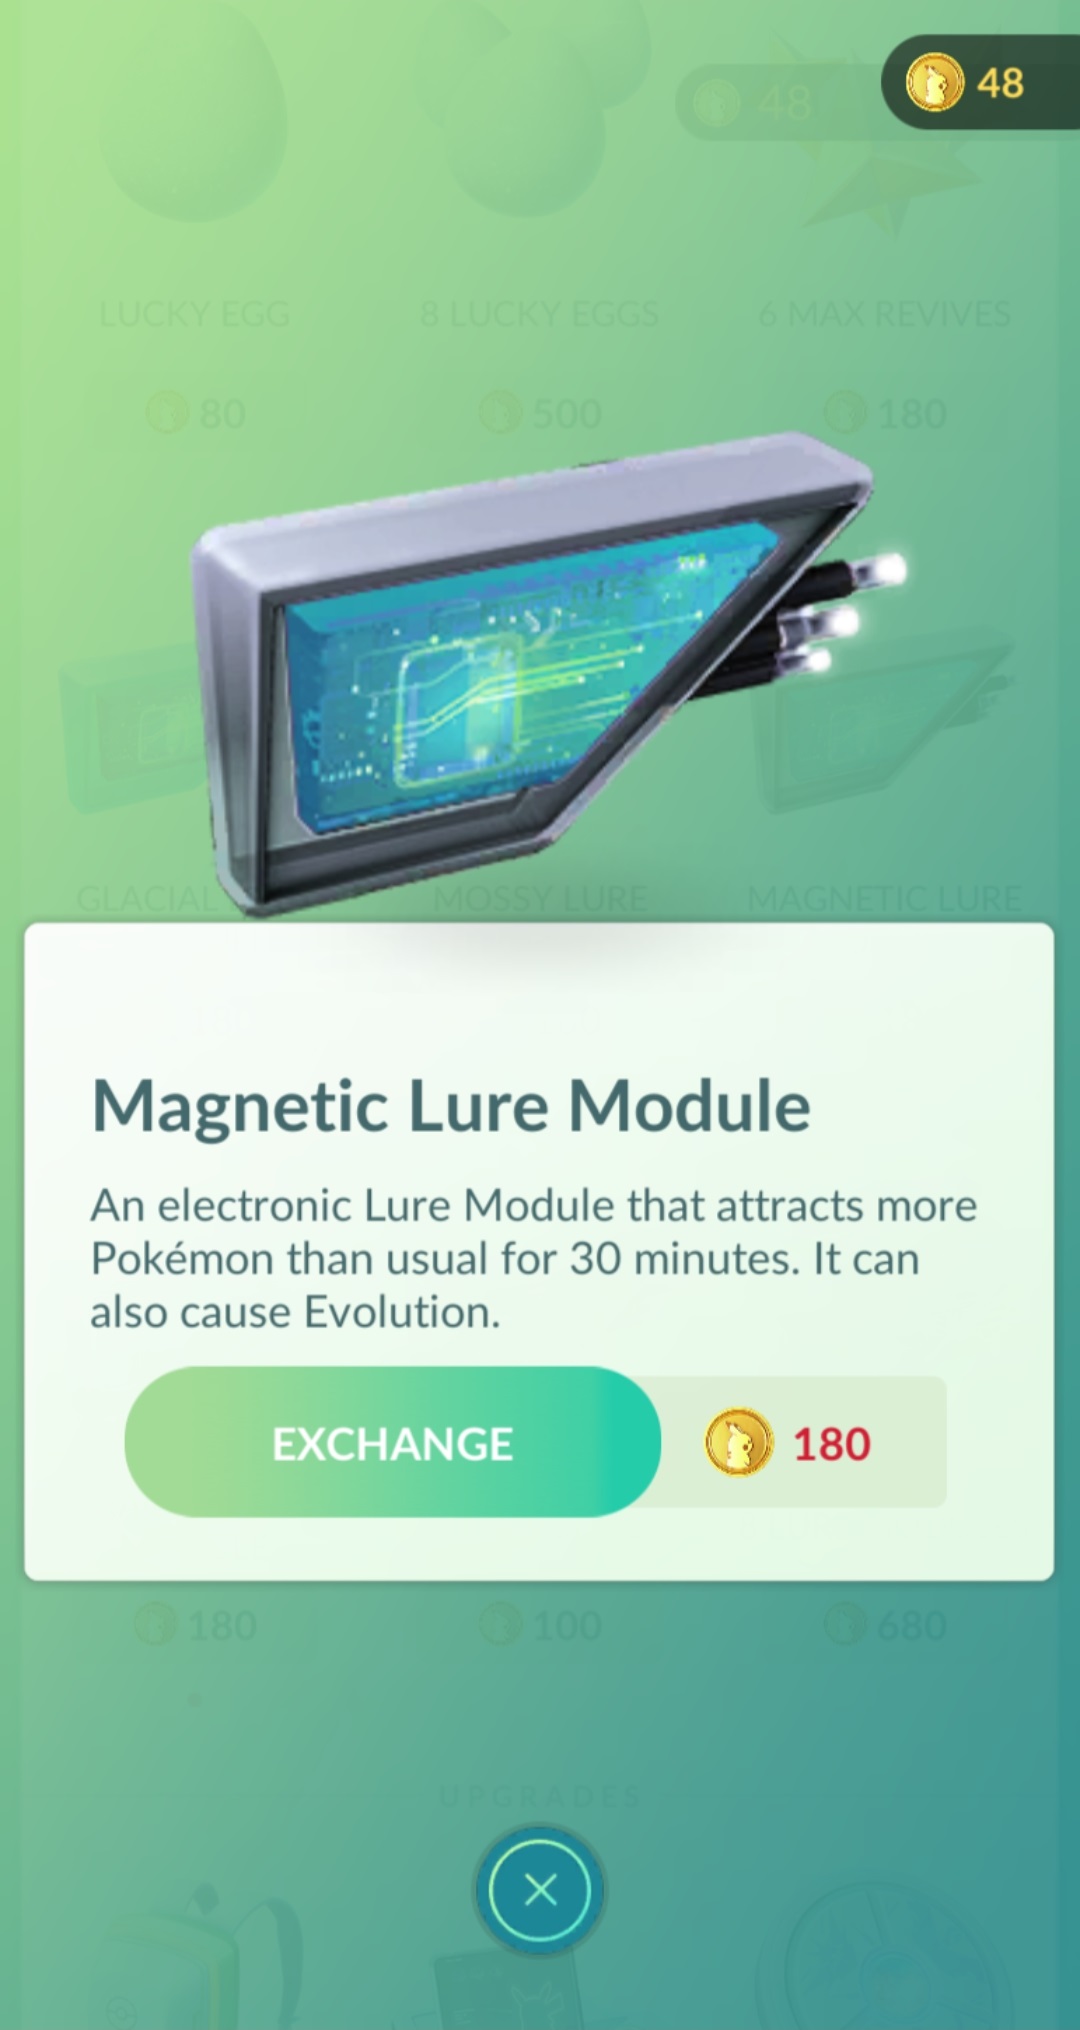 48
48
LUCKY EGG
8 LUCKY EGGS
6 MAX REVIVES
80
500
180
GLACIAL
MOSSY LURE
MAGNETIC LURE
Magnetic Lure Module
An electronic Lure Module that attracts more
Pokémon than usual for 30 minutes. It can
also cause Evolution.
EXCHANGE
180
180
100
680
UPGRADES